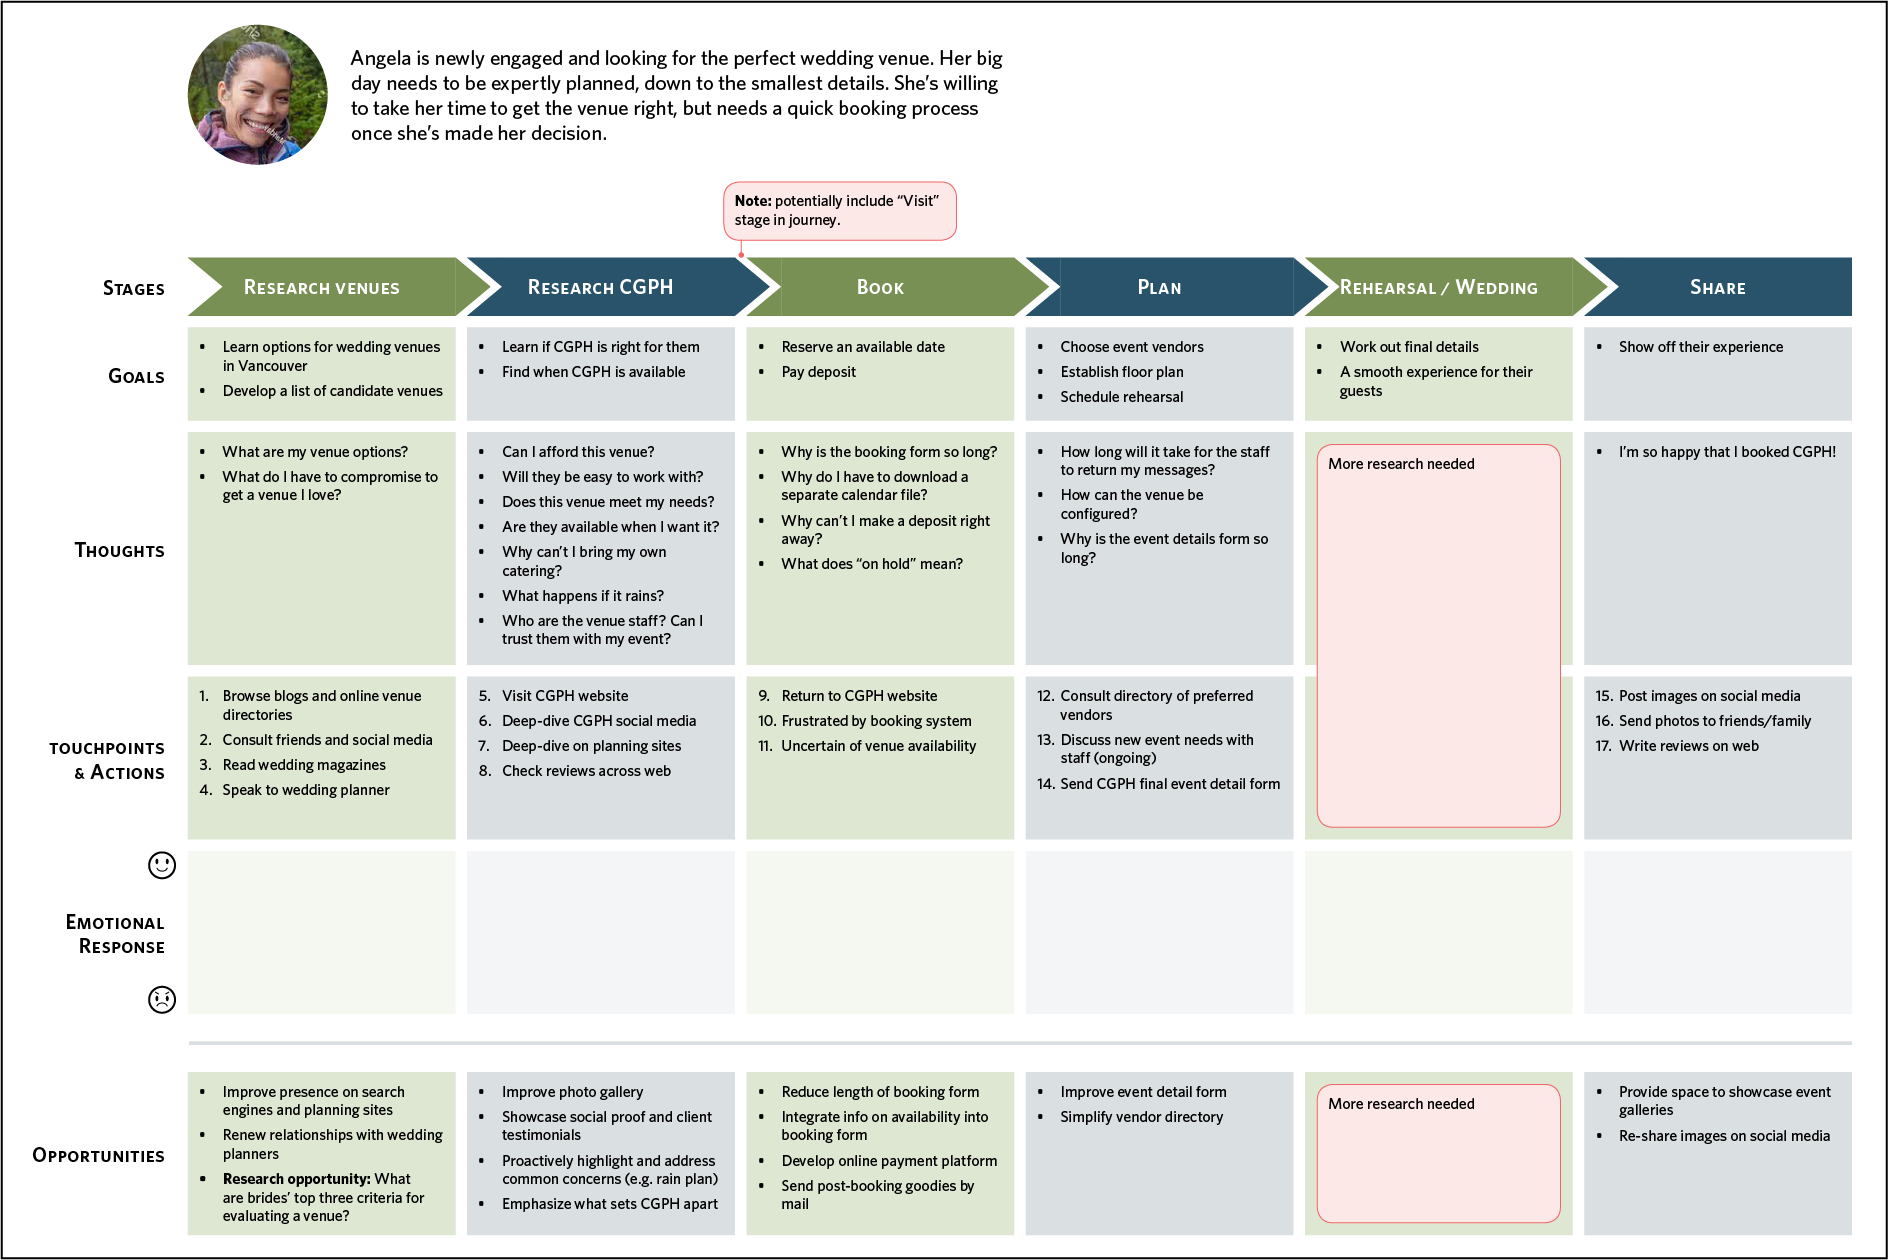 Angela is newly engaged and looking for the perfect wedding venue. Her big
day needs to be expertly planned, down to the smallest details. She's willing
to take her time to get the venue right, but needs a quick booking process
once she's made her decision.
Note: potentially include “Visit”
stage in journey.
Stages
Research venues
Research CGPH
Book
Plan
Rehearsal / Wedding
Share
Goals
• Learn options for wedding venues
in Vancouver
• Develop a list of candidate venues
• Learn if CGPH is right for them
• Find when CGPH is available
• Reserve an available date
• Pay deposit
• Choose event vendors
• Establish floor plan
• Schedule rehearsal
• Work out final details
• A smooth experience for their
guests
• Show off their experience
Thoughts
• What are my venue options?
• What do I have to compromise to
get a venue I love?
• Can I afford this venue?
• Will they be easy to work with?
• Does this venue meet my needs?
• Are they available when I want it?
• Why can't I bring my own
catering?
• What happens if it rains?
• Who are the venue staff? Can I
trust them with my event?
• Why is the booking form so long?
• Why do I have to download a
separate calendar file?
• Why can't I make a deposit right
away?
• What does “on hold” mean?
• How long will it take for the staff
to return my messages?
• How can the venue be
configured?
• Why is the event details form so
long?
More research needed
• I'm so happy that I booked CGPH!
touchpoints
& Actions
1. Browse blogs and online venue
directories
2. Consult friends and social media
3. Read wedding magazines
4. Speak to wedding planner
5. Visit CGPH website
6. Deep-dive CGPH social media
7. Deep-dive on planning sites
8. Check reviews across web
9. Return to CGPH website
10. Frustrated by booking system
11. Uncertain of venue availability
12. Consult directory of preferred
vendors
13. Discuss new event needs with
staff (ongoing)
14. Send CGPH final event detail form
15. Post images on social media
16. Send photos to friends/family
17. Write reviews on web
Emotional
Response
Opportunities
• Improve presence on search
engines and planning sites
• Renew relationships with wedding
planners
• Research opportunity: What
are brides' top three criteria for
evaluating a venue?
• Improve photo gallery
• Showcase social proof and client
testimonials
• Proactively highlight and address
common concerns (e.g. rain plan)
• Emphasize what sets CGPH apart
• Reduce length of booking form
• Integrate info on availability into
booking form
• Develop online payment platform
• Send post-booking goodies by
mail
• Improve event detail form
• Simplify vendor directory
More research needed
• Provide space to showcase event
galleries
• Re-share images on social media